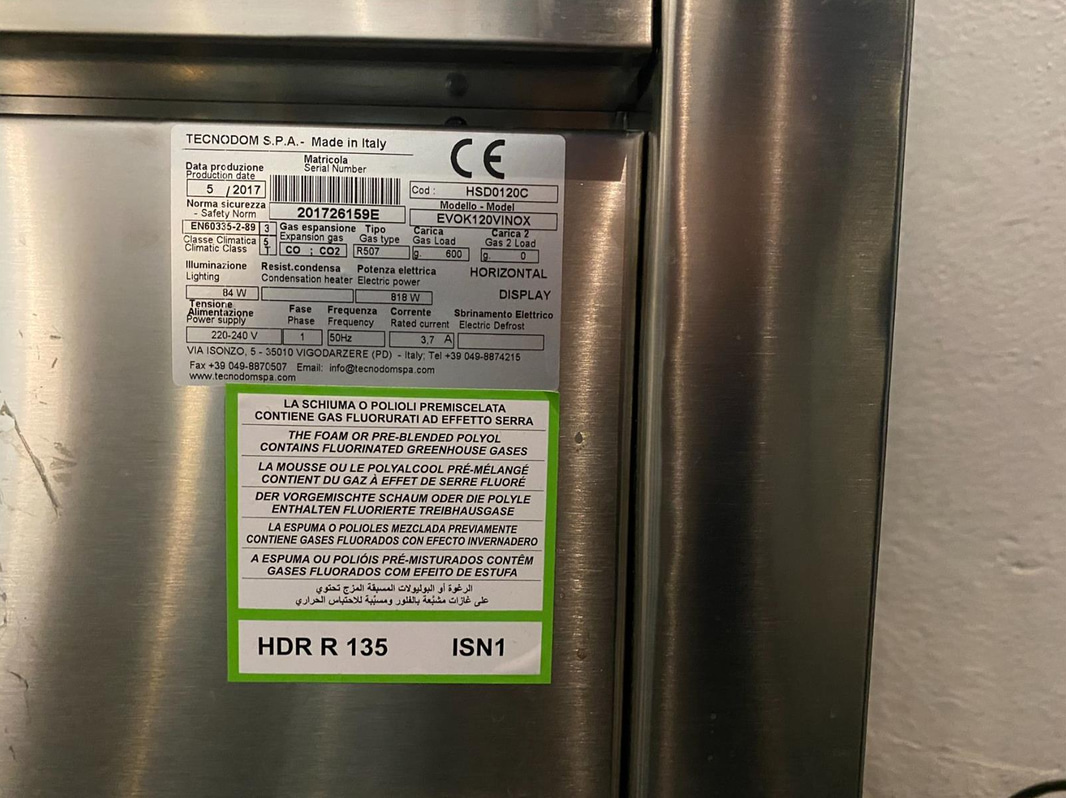 TECNODOM S.P.A.- Made in Italy
CE
Data produzione
Production date
5 / 2017
Matricola
Serial Number
201726159E
Cod : HSD0120C
Modello - Model
EVOK120VINOX
Norma sicurezza
- Safety Norm
EN60335-2-89
Classe Climatica
Climatic Class
3
5
T
Gas espansione
Expansion gas
CO ; CO2
Tipo
Gas type
R507
Carica
Gas Load
g. 600
Carica 2
Gas 2 Load
g. 0
Illuminazione
Lighting
84 W
Resist.condensa
Condensation heater
Potenza elettrica
Electric power
818 W
HORIZONTAL
DISPLAY
Tensione
Alimentazione
Power supply
220-240 V
Fase
Phase
1
Frequenza
Frequency
50Hz
Corrente
Rated current
3,7 A
Sbrinamento Elettrico
Electric Defrost
VIA ISONZO, 5 - 35010 VIGODARZERE (PD) - Italy; Tel +39 049-8874215
Fax +39 049-8870507 Email: info@tecnodomspa.com
www.tecnodomspa.com
LA SCHIUMA O POLIOLI PREMISCELATA
CONTIENE GAS FLUORURATI AD EFFETTO SERRA
THE FOAM OR PRE-BLENDED POLYOL
CONTAINS FLUORINATED GREENHOUSE GASES
LA MOUSSE OU LE POLYALCOOL PRÉ-MÉLANGÉ
CONTIENT DU GAZ À EFFET DE SERRE FLUORÉ
DER VORGEMISCHTE SCHAUM ODER DIE POLYLE
ENTHALTEN FLUORIERTE TREIBHAUSGASE
LA ESPUMA O POLIOLES MEZCLADA PREVIAMENTE
CONTIENE GASES FLUORADOS CON EFECTO INVERNADERO
A ESPUMA OU POLIÓIS PRÉ-MISTURADOS CONTÊM
GASES FLUORADOS COM EFEITO DE ESTUFA
الرغوة أو البوليولات المسبقة المزج تحتوي
على غازات مشبّعة بالفلور ومسبّبة للاحتباس الحراري
HDR R 135 ISN1